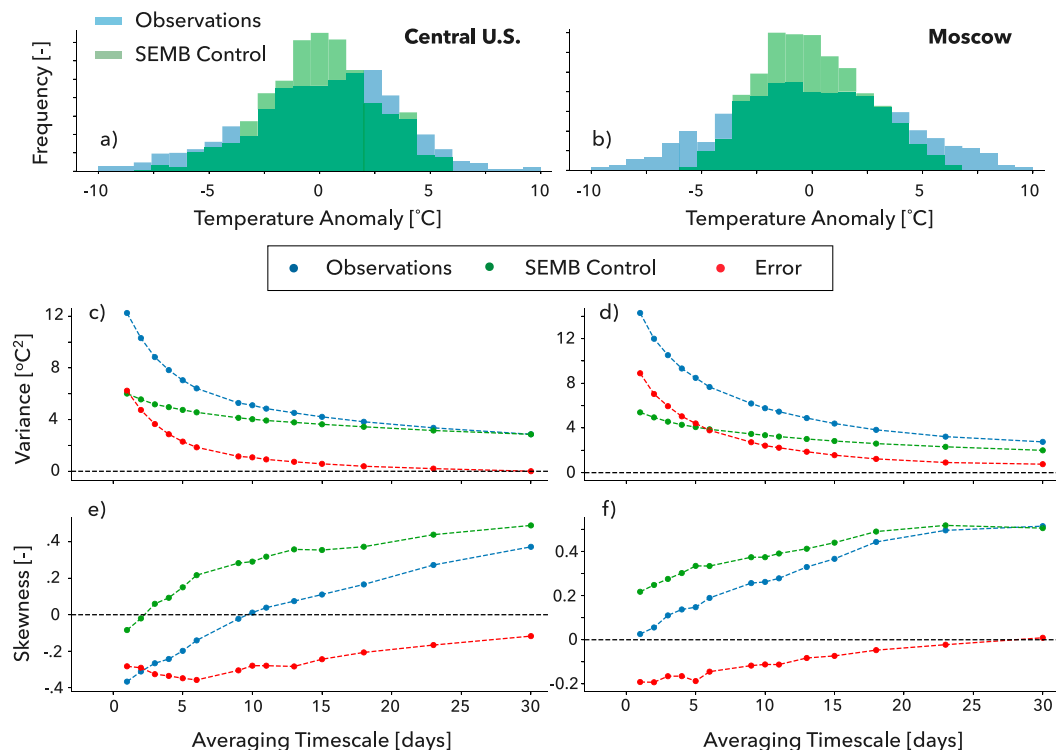 Observations
SEMB Control
Central U.S.
Moscow
Frequency [-]
a)
b)
-10 -5 0 5 10
-10 -5 0 5 10
Temperature Anomaly [˚C]
Temperature Anomaly [˚C]
Observations SEMB Control Error
c)
d)
Variance [°C²]
12
8
4
0
12
8
4
0
e)
f)
Skewness [-]
.4
.2
0
-.2
-.4
0.4
0.2
0
-0.2
0 5 10 15 20 25 30
0 5 10 15 20 25 30
Averaging Timescale [days]
Averaging Timescale [days]